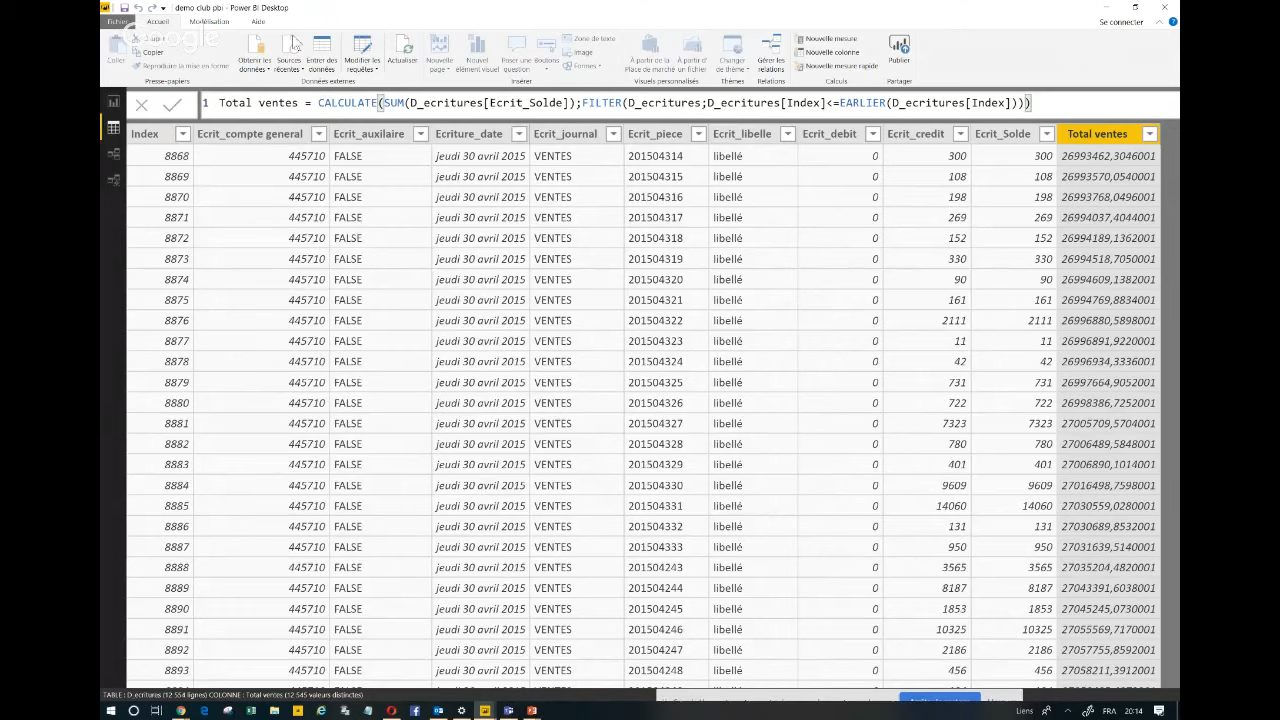 demo club pbi - Power BI Desktop
Se connecter
Fichier Accueil Modélisation Aide
Coller
Copier
Reproduire la mise en forme
Presse-papiers
Obtenir les données
Sources récentes
Entrer des données
Données externes
Modifier les requêtes
Actualiser
Nouvelle page
Nouvel élément visuel
Poser une question
Boutons
Zone de texte
Image
Formes
À partir de la Place de marché
À partir du fichier
Visuels personnalisés
Changer de thème
Thèmes
Gérer les relations
Relations
Nouvelle mesure
Nouvelle colonne
Nouvelle mesure rapide
Calculs
Publier
Partager
1 Total ventes = CALCULATE(SUM(D_ecritures[Ecrit_Solde]);FILTER(D_ecritures;D_ecritures[Index]<=EARLIER(D_ecritures[Index])))
Index Ecrit_compte general Ecrit_auxilaire Ecriture_date Ecrit_journal Ecrit_piece Ecrit_libelle Ecrit_debit Ecrit_credit Ecrit_Solde Total ventes
8868 445710 FALSE jeudi 30 avril 2015 VENTES 201504314 libellé 0 300 300 26993462,3046001
8869 445710 FALSE jeudi 30 avril 2015 VENTES 201504315 libellé 0 108 108 26993570,0540001
8870 445710 FALSE jeudi 30 avril 2015 VENTES 201504316 libellé 0 198 198 26993768,0496001
8871 445710 FALSE jeudi 30 avril 2015 VENTES 201504317 libellé 0 269 269 26994037,4044001
8872 445710 FALSE jeudi 30 avril 2015 VENTES 201504318 libellé 0 152 152 26994189,1362001
8873 445710 FALSE jeudi 30 avril 2015 VENTES 201504319 libellé 0 330 330 26994518,7050001
8874 445710 FALSE jeudi 30 avril 2015 VENTES 201504320 libellé 0 90 90 26994609,1382001
8875 445710 FALSE jeudi 30 avril 2015 VENTES 201504321 libellé 0 161 161 26994769,8834001
8876 445710 FALSE jeudi 30 avril 2015 VENTES 201504322 libellé 0 2111 2111 26996880,5898001
8877 445710 FALSE jeudi 30 avril 2015 VENTES 201504323 libellé 0 11 11 26996891,9220001
8878 445710 FALSE jeudi 30 avril 2015 VENTES 201504324 libellé 0 42 42 26996934,3336001
8879 445710 FALSE jeudi 30 avril 2015 VENTES 201504325 libellé 0 731 731 26997664,9052001
8880 445710 FALSE jeudi 30 avril 2015 VENTES 201504326 libellé 0 722 722 26998386,7252001
8881 445710 FALSE jeudi 30 avril 2015 VENTES 201504327 libellé 0 7323 7323 27005709,5704001
8882 445710 FALSE jeudi 30 avril 2015 VENTES 201504328 libellé 0 780 780 27006489,5848001
8883 445710 FALSE jeudi 30 avril 2015 VENTES 201504329 libellé 0 401 401 27006890,1014001
8884 445710 FALSE jeudi 30 avril 2015 VENTES 201504330 libellé 0 9609 9609 27016498,7598001
8885 445710 FALSE jeudi 30 avril 2015 VENTES 201504331 libellé 0 14060 14060 27030559,0280001
8886 445710 FALSE jeudi 30 avril 2015 VENTES 201504332 libellé 0 131 131 27030689,8532001
8887 445710 FALSE jeudi 30 avril 2015 VENTES 201504333 libellé 0 950 950 27031639,5140001
8888 445710 FALSE jeudi 30 avril 2015 VENTES 201504243 libellé 0 3565 3565 27035204,4820001
8889 445710 FALSE jeudi 30 avril 2015 VENTES 201504244 libellé 0 8187 8187 27043391,6038001
8890 445710 FALSE jeudi 30 avril 2015 VENTES 201504245 libellé 0 1853 1853 27045245,0730001
8891 445710 FALSE jeudi 30 avril 2015 VENTES 201504246 libellé 0 10325 10325 27055569,7170001
8892 445710 FALSE jeudi 30 avril 2015 VENTES 201504247 libellé 0 2186 2186 27057755,8592001
8893 445710 FALSE jeudi 30 avril 2015 VENTES 201504248 libellé 0 456 456 27058211,3912001
TABLE : D_ecritures (12 554 lignes) COLONNE : Total ventes (12 545 valeurs distinctes)
Liens FRA 20:14